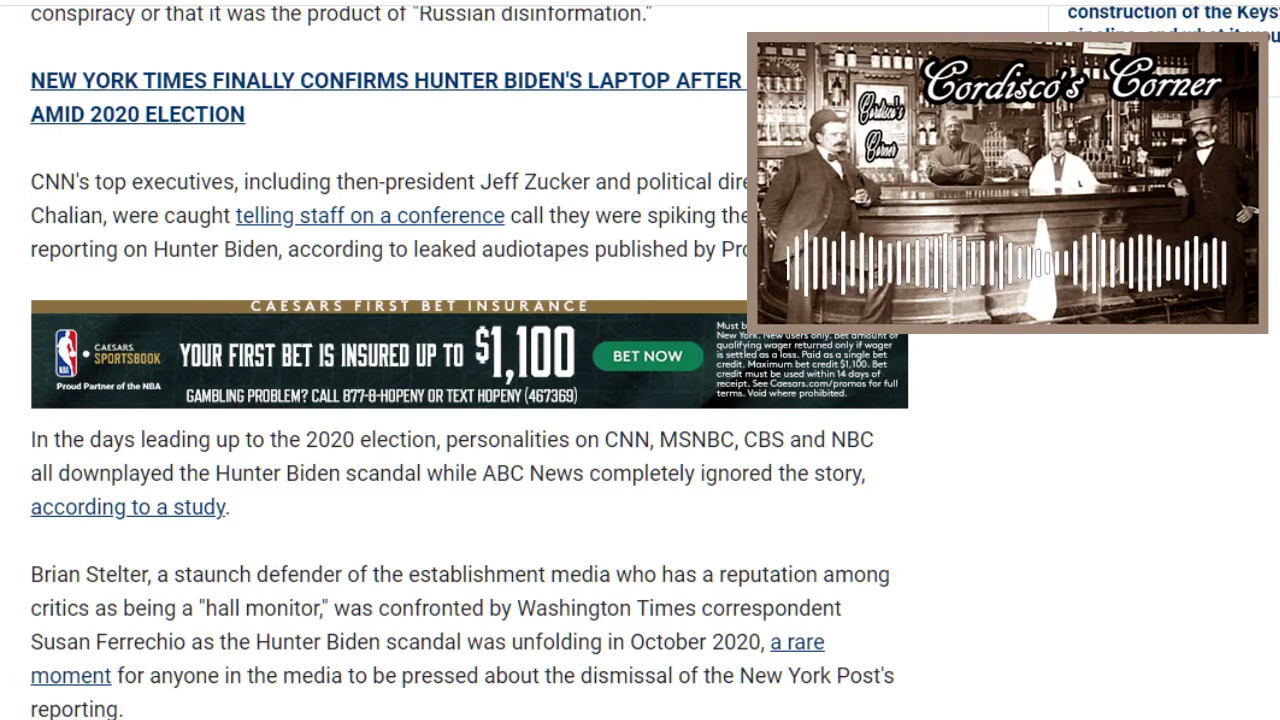 conspiracy or that it was the product of "Russian disinformation."
construction of the Keys
NEW YORK TIMES FINALLY CONFIRMS HUNTER BIDEN'S LAPTOP AFTER
AMID 2020 ELECTION
Cordisco's Corner
Cordisco's
Corner
CNN's top executives, including then-president Jeff Zucker and political dire
Chalian, were caught telling staff on a conference call they were spiking the
reporting on Hunter Biden, according to leaked audiotapes published by Pro
CAESARS FIRST BET INSURANCE
NBA
Proud Partner of the NBA
CAESARS
SPORTSBOOK
YOUR FIRST BET IS INSURED UP TO $1,100
GAMBLING PROBLEM? CALL 877-8-HOPENY OR TEXT HOPENY (467369)
BET NOW
Must b
New York. New users only. Bet amount of
qualifying wager returned only if wager
is settled as a loss. Paid as a single bet
credit. Maximum bet credit $1,100. Bet
credit must be used within 14 days of
receipt. See Caesars.com/promos for full
terms. Void where prohibited.
In the days leading up to the 2020 election, personalities on CNN, MSNBC, CBS and NBC
all downplayed the Hunter Biden scandal while ABC News completely ignored the story,
according to a study.
Brian Stelter, a staunch defender of the establishment media who has a reputation among
critics as being a "hall monitor," was confronted by Washington Times correspondent
Susan Ferrechio as the Hunter Biden scandal was unfolding in October 2020, a rare
moment for anyone in the media to be pressed about the dismissal of the New York Post's
reporting.